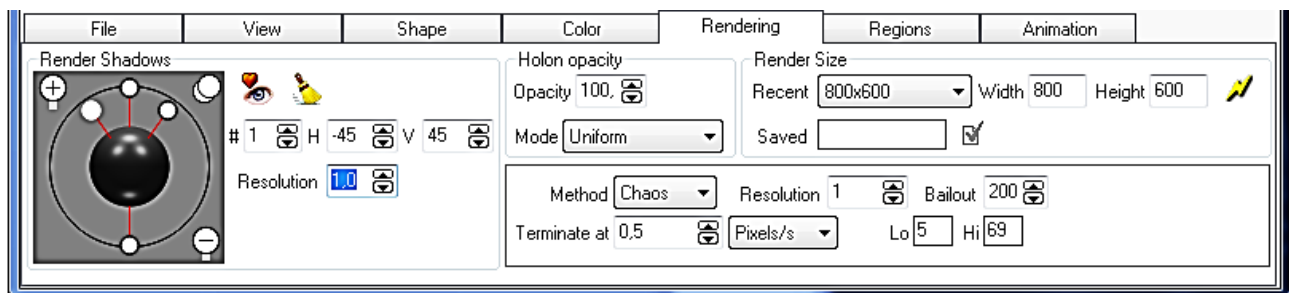 File View Shape Color Rendering Regions Animation
Render Shadows Holon opacity Render Size
Opacity 100, Recent 800x600 Width 800 Height 600
# 1 H -45 V 45 Mode Uniform Saved
Resolution 1,0 Method Chaos Resolution 1 Bailout 200
Terminate at 0,5 Pixels/s Lo 5 Hi 69